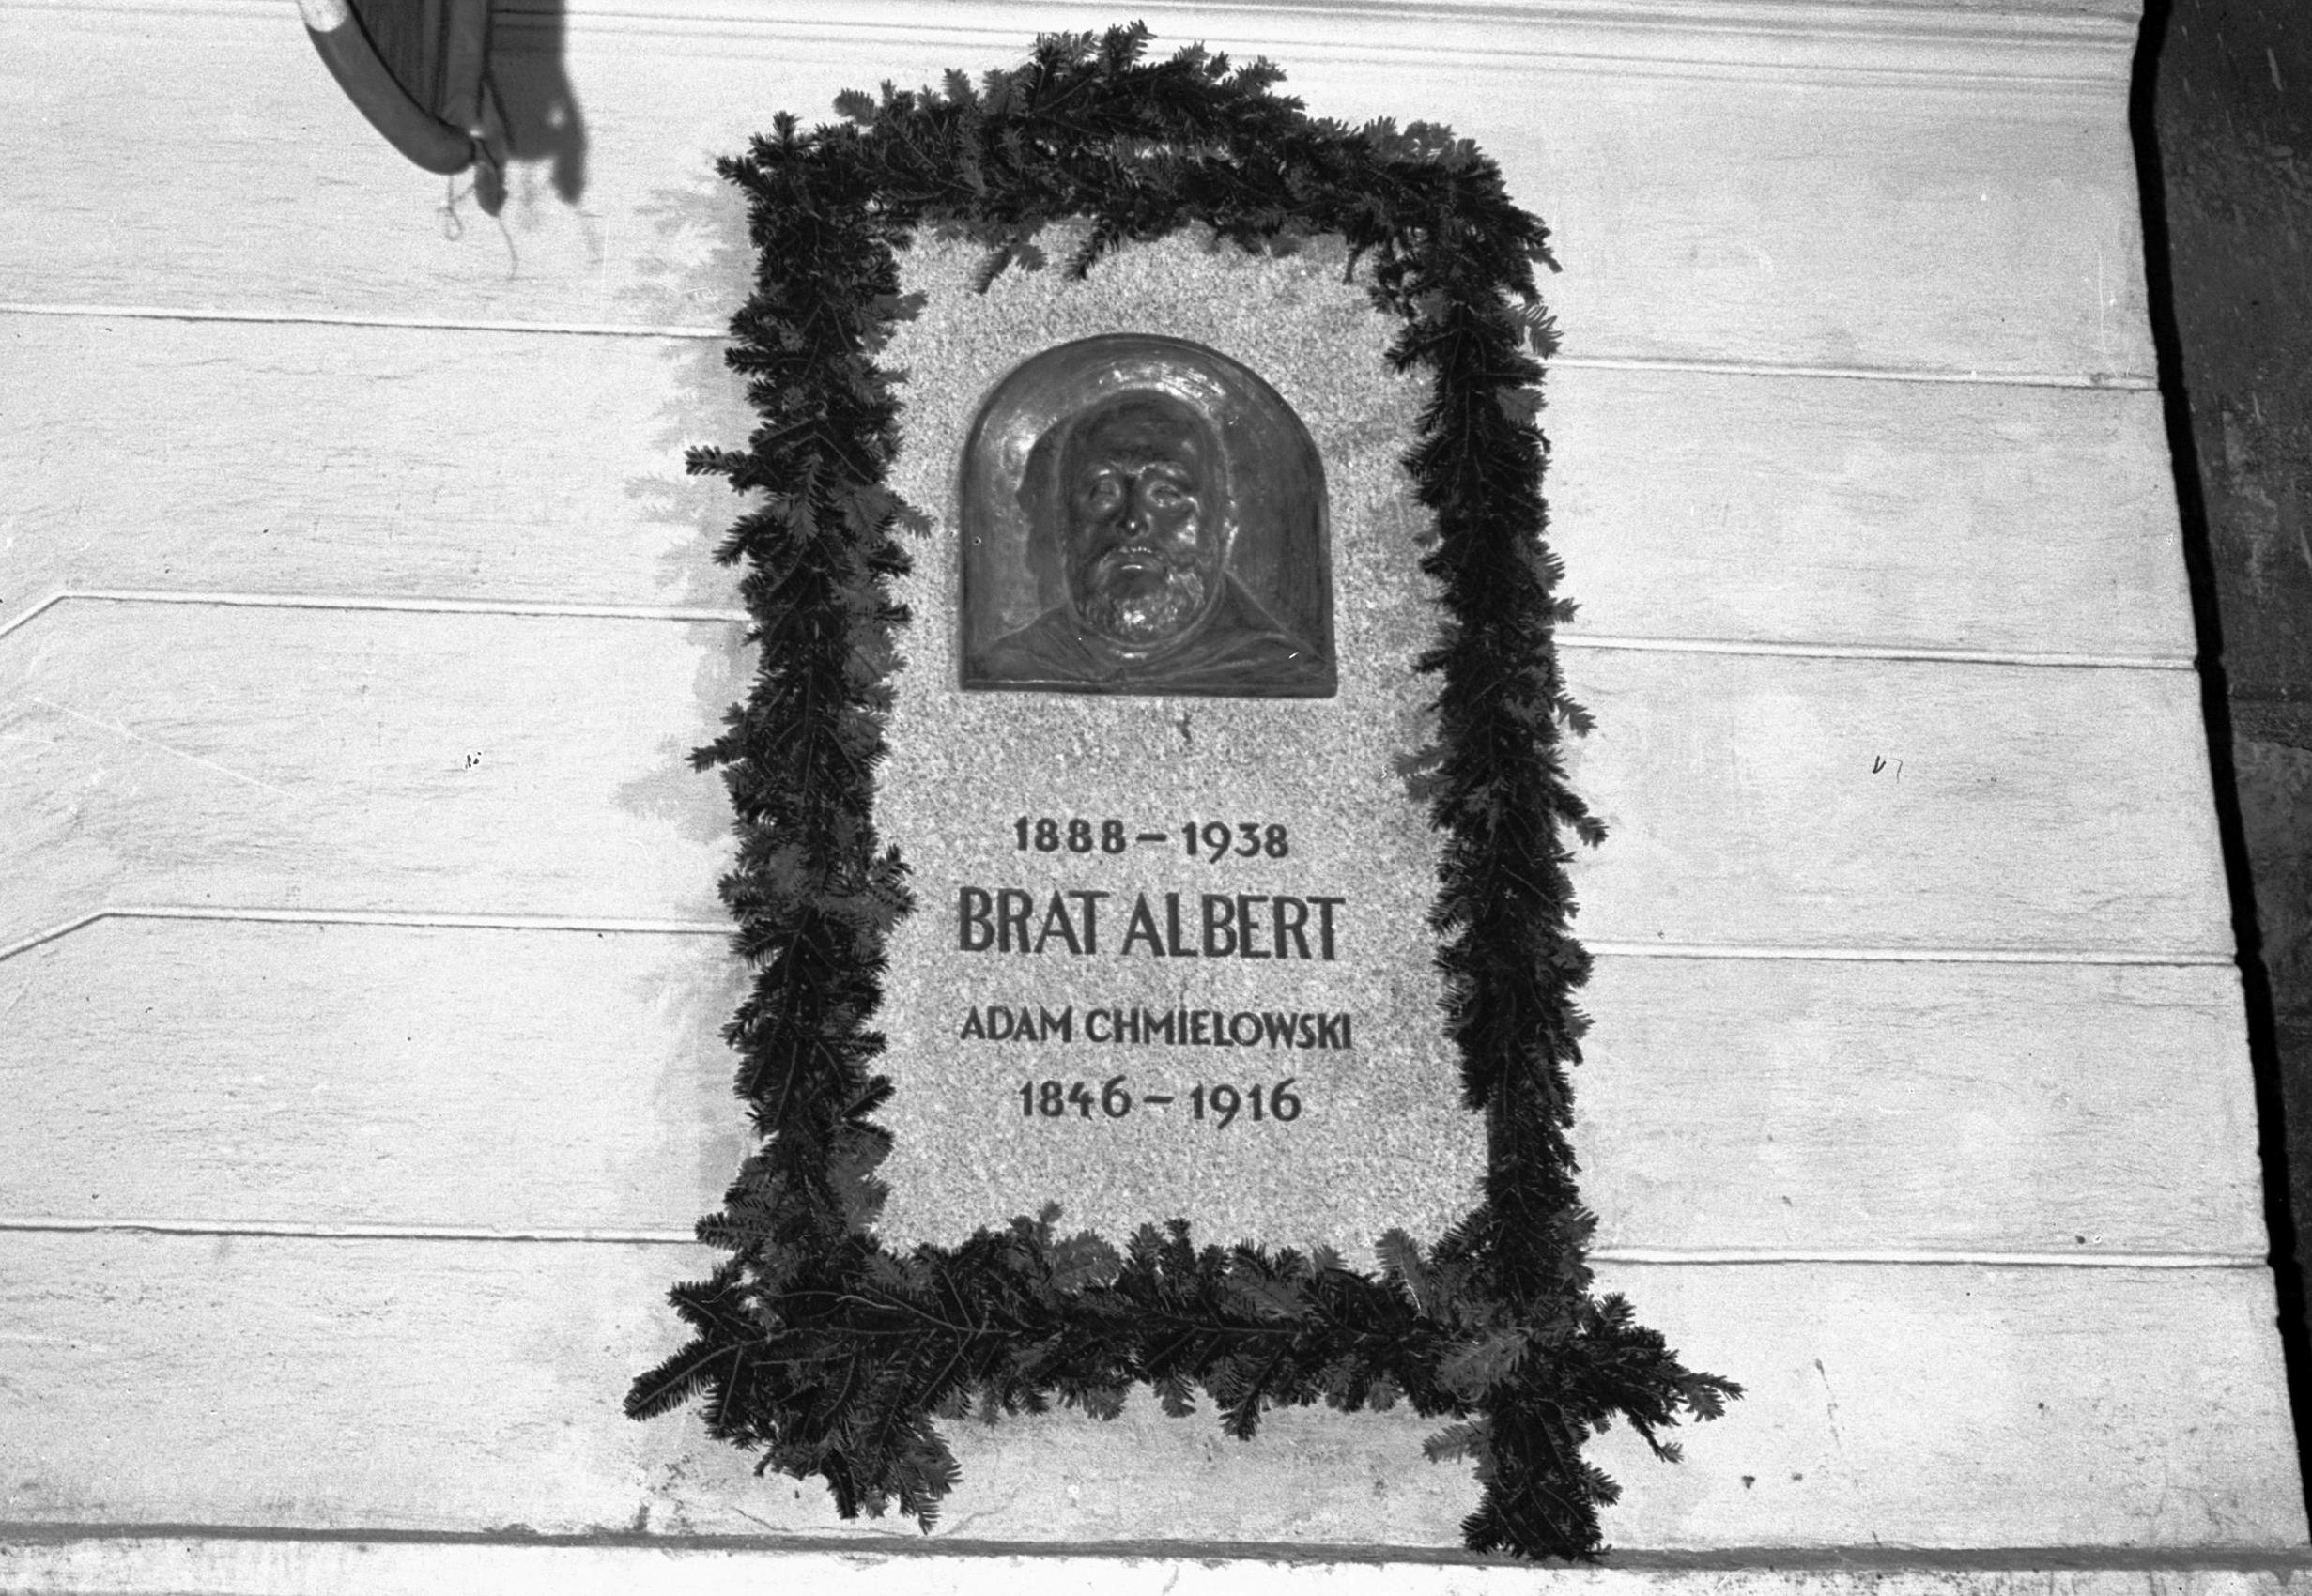 1888 – 1938
BRAT ALBERT
ADAM CHMIELOWSKI
1846 – 1916